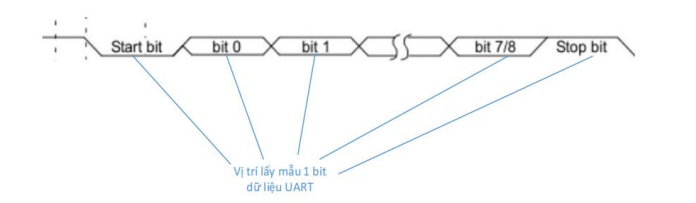 Start bit bit 0 bit 1 bit 7/8 Stop bit
Vị trí lấy mẫu 1 bit
dữ liệu UART